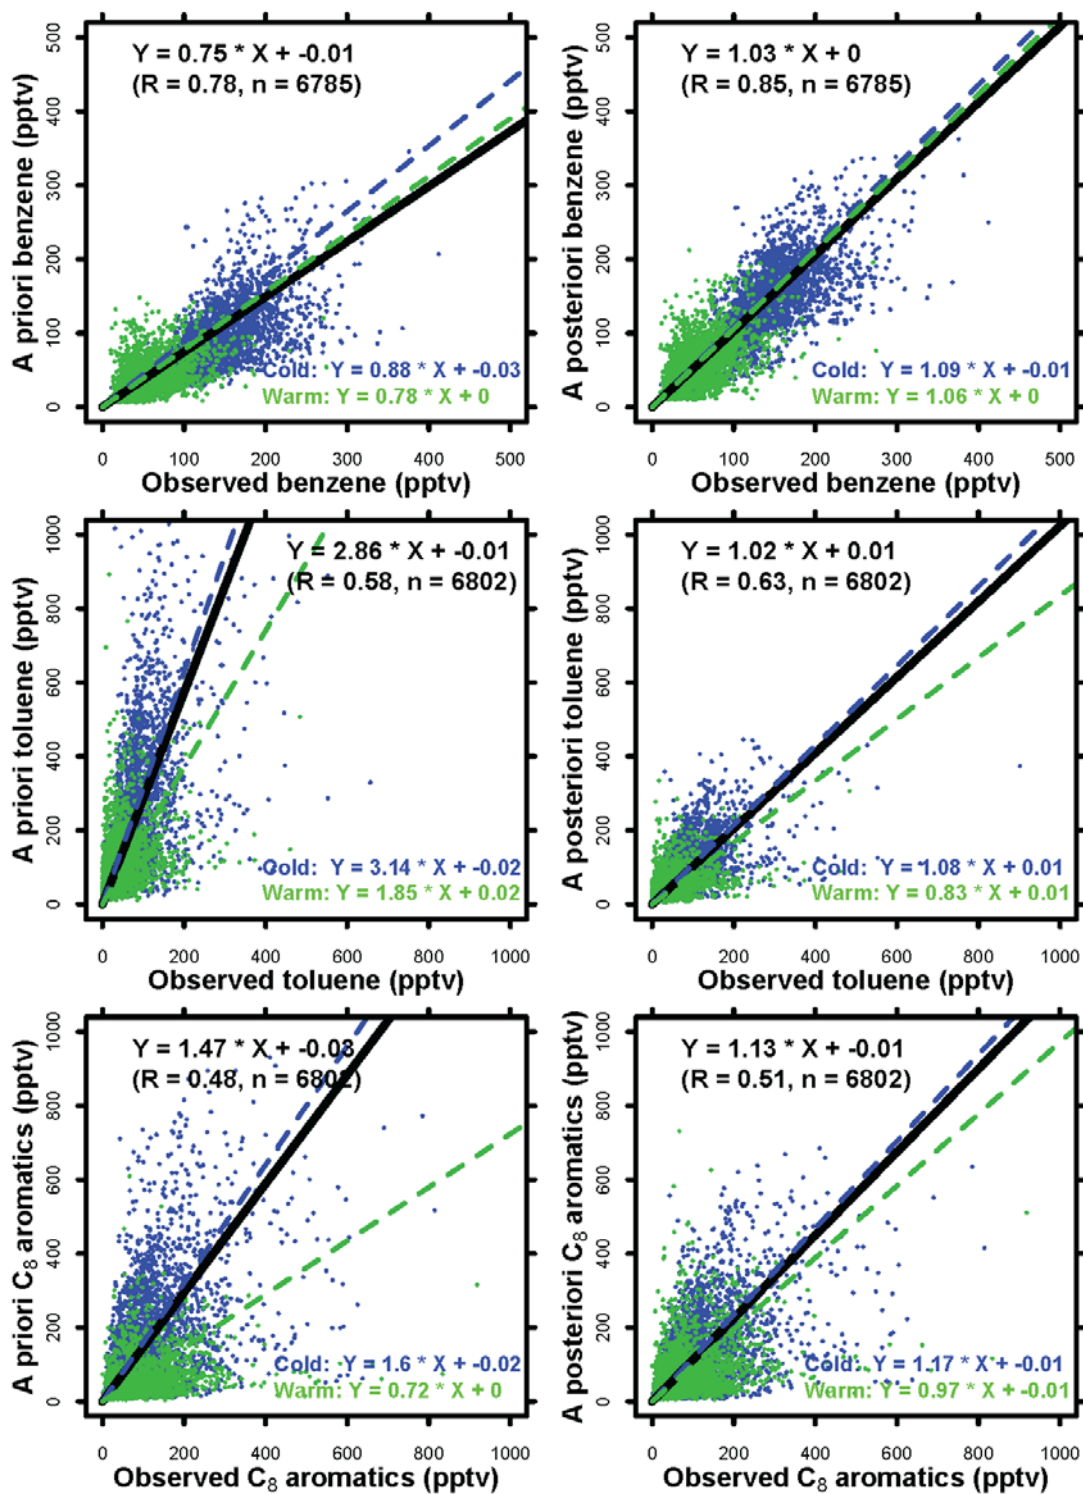 Y = 0.75 * X + -0.01
(R = 0.78, n = 6785)
A priori benzene (pptv)
0 100 200 300 400 500
Cold: Y = 0.88 * X + -0.03
Warm: Y = 0.78 * X + 0
0 100 200 300 400 500
Observed benzene (pptv)
Y = 1.03 * X + 0
(R = 0.85, n = 6785)
A posteriori benzene (pptv)
0 100 200 300 400 500
Cold: Y = 1.09 * X + -0.01
Warm: Y = 1.06 * X + 0
0 100 200 300 400 500
Observed benzene (pptv)
Y = 2.86 * X + -0.01
(R = 0.58, n = 6802)
A priori toluene (pptv)
0 200 400 600 800 1000
Cold: Y = 3.14 * X + -0.02
Warm: Y = 1.85 * X + 0.02
0 200 400 600 800 1000
Observed toluene (pptv)
Y = 1.02 * X + 0.01
(R = 0.63, n = 6802)
A posteriori toluene (pptv)
0 200 400 600 800 1000
Cold: Y = 1.08 * X + 0.01
Warm: Y = 0.83 * X + 0.01
0 200 400 600 800 1000
Observed toluene (pptv)
Y = 1.47 * X + -0.03
(R = 0.48, n = 6802)
A priori C₈ aromatics (pptv)
0 200 400 600 800 1000
Cold: Y = 1.6 * X + -0.02
Warm: Y = 0.72 * X + 0
0 200 400 600 800 1000
Observed C₈ aromatics (pptv)
Y = 1.13 * X + -0.01
(R = 0.51, n = 6802)
A posteriori C₈ aromatics (pptv)
0 200 400 600 800 1000
Cold: Y = 1.17 * X + -0.01
Warm: Y = 0.97 * X + -0.01
0 200 400 600 800 1000
Observed C₈ aromatics (pptv)